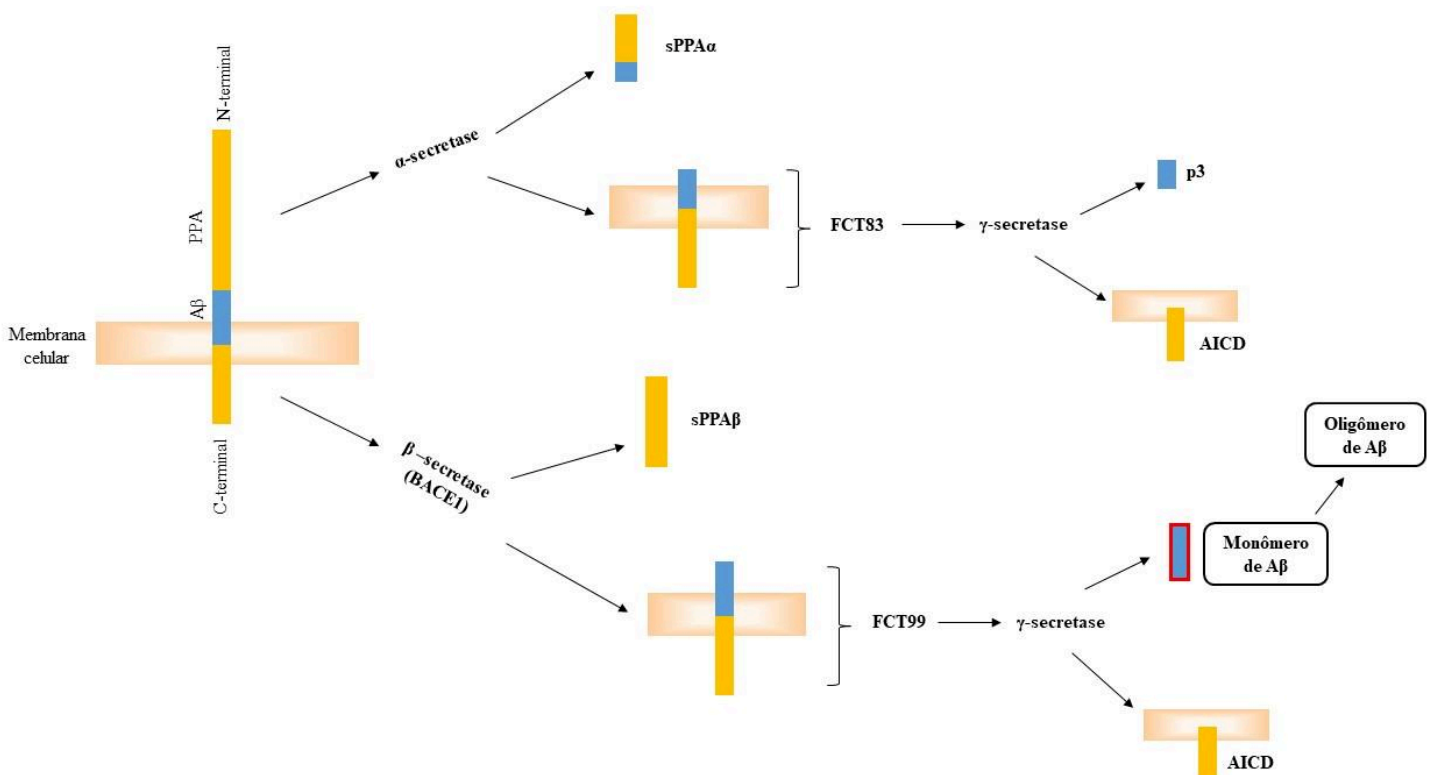 N-terminal
PPA
Aβ
Membrana
celular
C-terminal
α-secretase
sPPAα
FCT83
γ-secretase
p3
AICD
β –secretase
(BACE1)
sPPAβ
FCT99
γ-secretase
Monômero
de Aβ
Oligômero
de Aβ
AICD